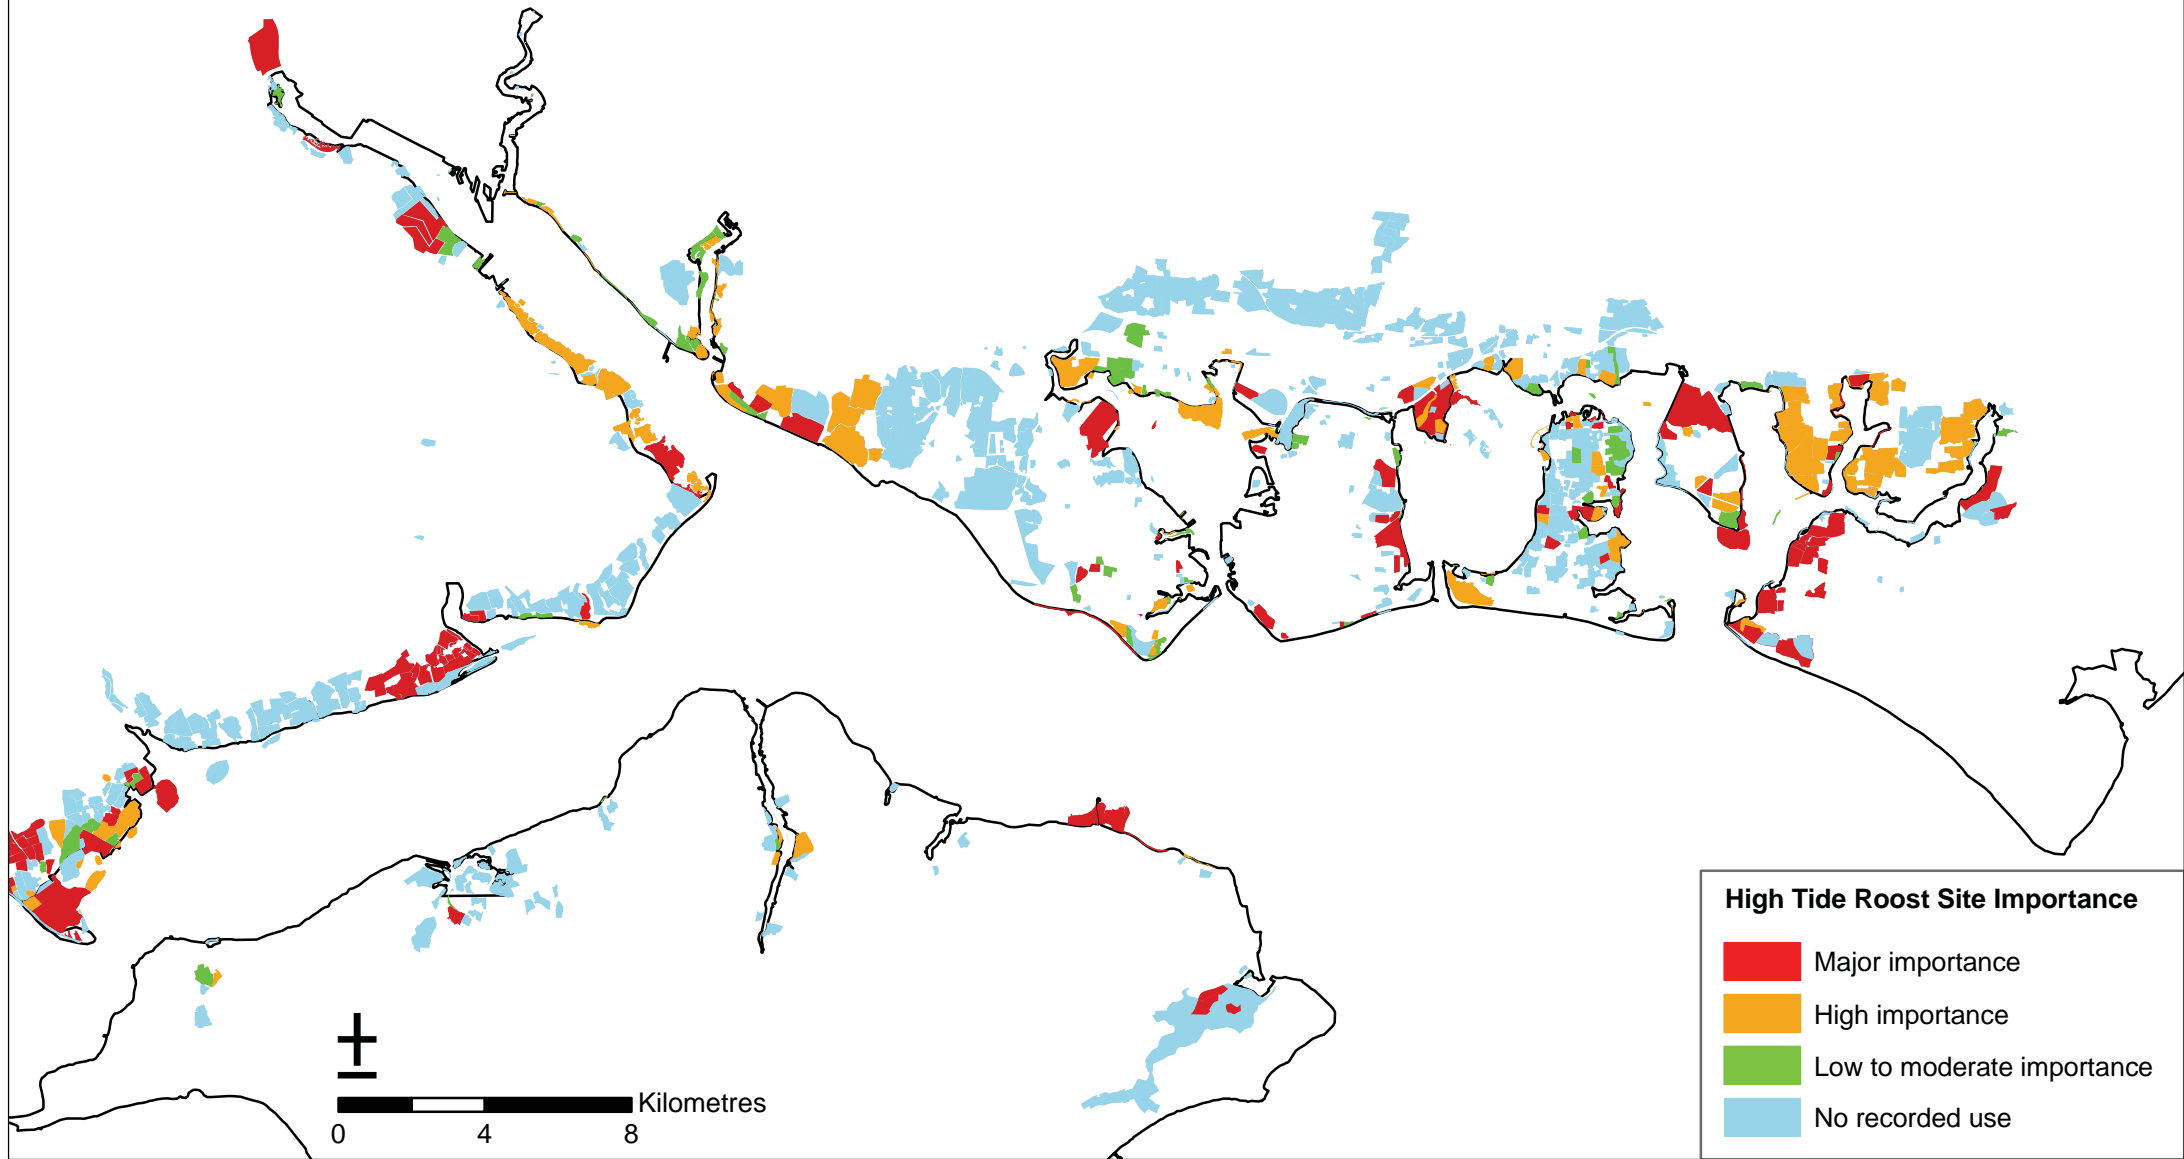 High Tide Roost Site Importance
Major importance
High importance
Low to moderate importance
No recorded use
Kilometres
0 4 8